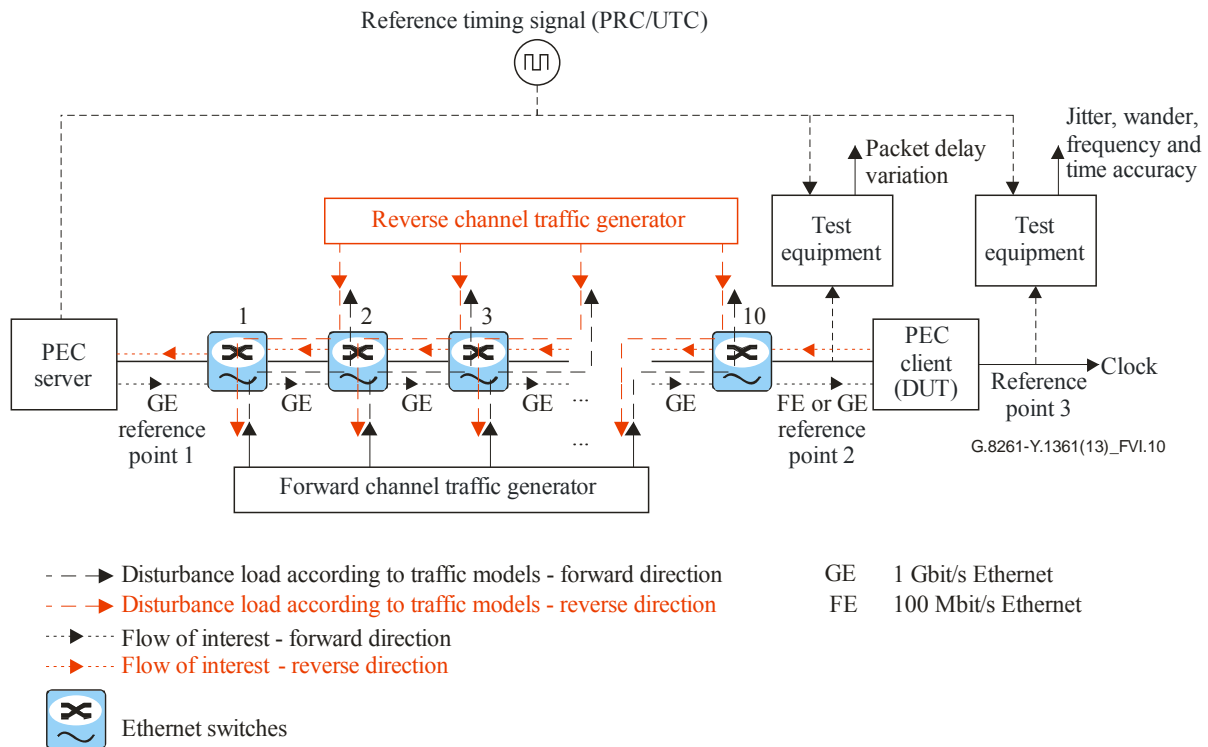 Reference timing signal (PRC/UTC)
Jitter, wander,
frequency and
time accuracy
Packet delay
variation
Reverse channel traffic generator
Test
equipment
Test
equipment
1
2
3
10
PEC
server
PEC
client
(DUT)
Clock
GE
reference
point 1
GE
GE
GE
...
GE
FE or GE
reference
point 2
Reference
point 3
...
G.8261-Y.1361(13)_FVI.10
Forward channel traffic generator
Disturbance load according to traffic models - forward direction
Disturbance load according to traffic models - reverse direction
Flow of interest - forward direction
Flow of interest - reverse direction
Ethernet switches
GE 1 Gbit/s Ethernet
FE 100 Mbit/s Ethernet